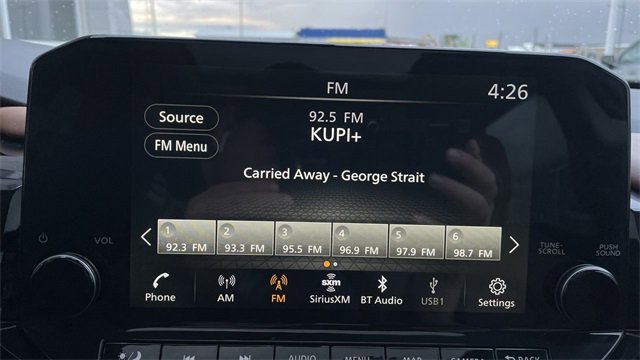 FM
4:26
Source
92.5 FM
KUPI+
FM Menu
Carried Away - George Strait
1 2 3 4 5 6
92.3 FM 93.3 FM 95.5 FM 96.9 FM 97.9 FM 98.7 FM
VOL
TUNE-
SCROLL
PUSH
SOUND
sxm
Phone AM FM SiriusXM BT Audio USB1 Settings
AUDIO MENU MAP CAMERA BACK